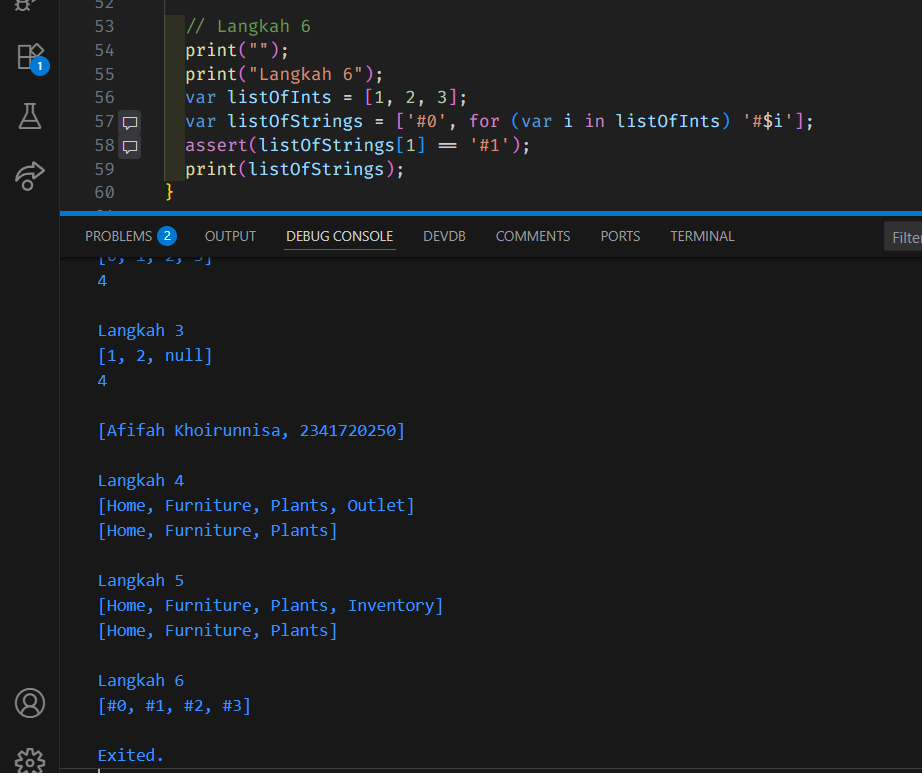 1
52
53 // Langkah 6
54 print("");
55 print("Langkah 6");
56 var listOfInts = [1, 2, 3];
57 var listOfStrings = ['#0', for (var i in listOfInts) '#$i'];
58 assert(listOfStrings[1] == '#1');
59 print(listOfStrings);
60 }
PROBLEMS 2 OUTPUT DEBUG CONSOLE DEVDB COMMENTS PORTS TERMINAL Filter
[0, 1, 2, 3]
4
Langkah 3
[1, 2, null]
4
[Afifah Khoirunnisa, 2341720250]
Langkah 4
[Home, Furniture, Plants, Outlet]
[Home, Furniture, Plants]
Langkah 5
[Home, Furniture, Plants, Inventory]
[Home, Furniture, Plants]
Langkah 6
[#0, #1, #2, #3]
Exited.